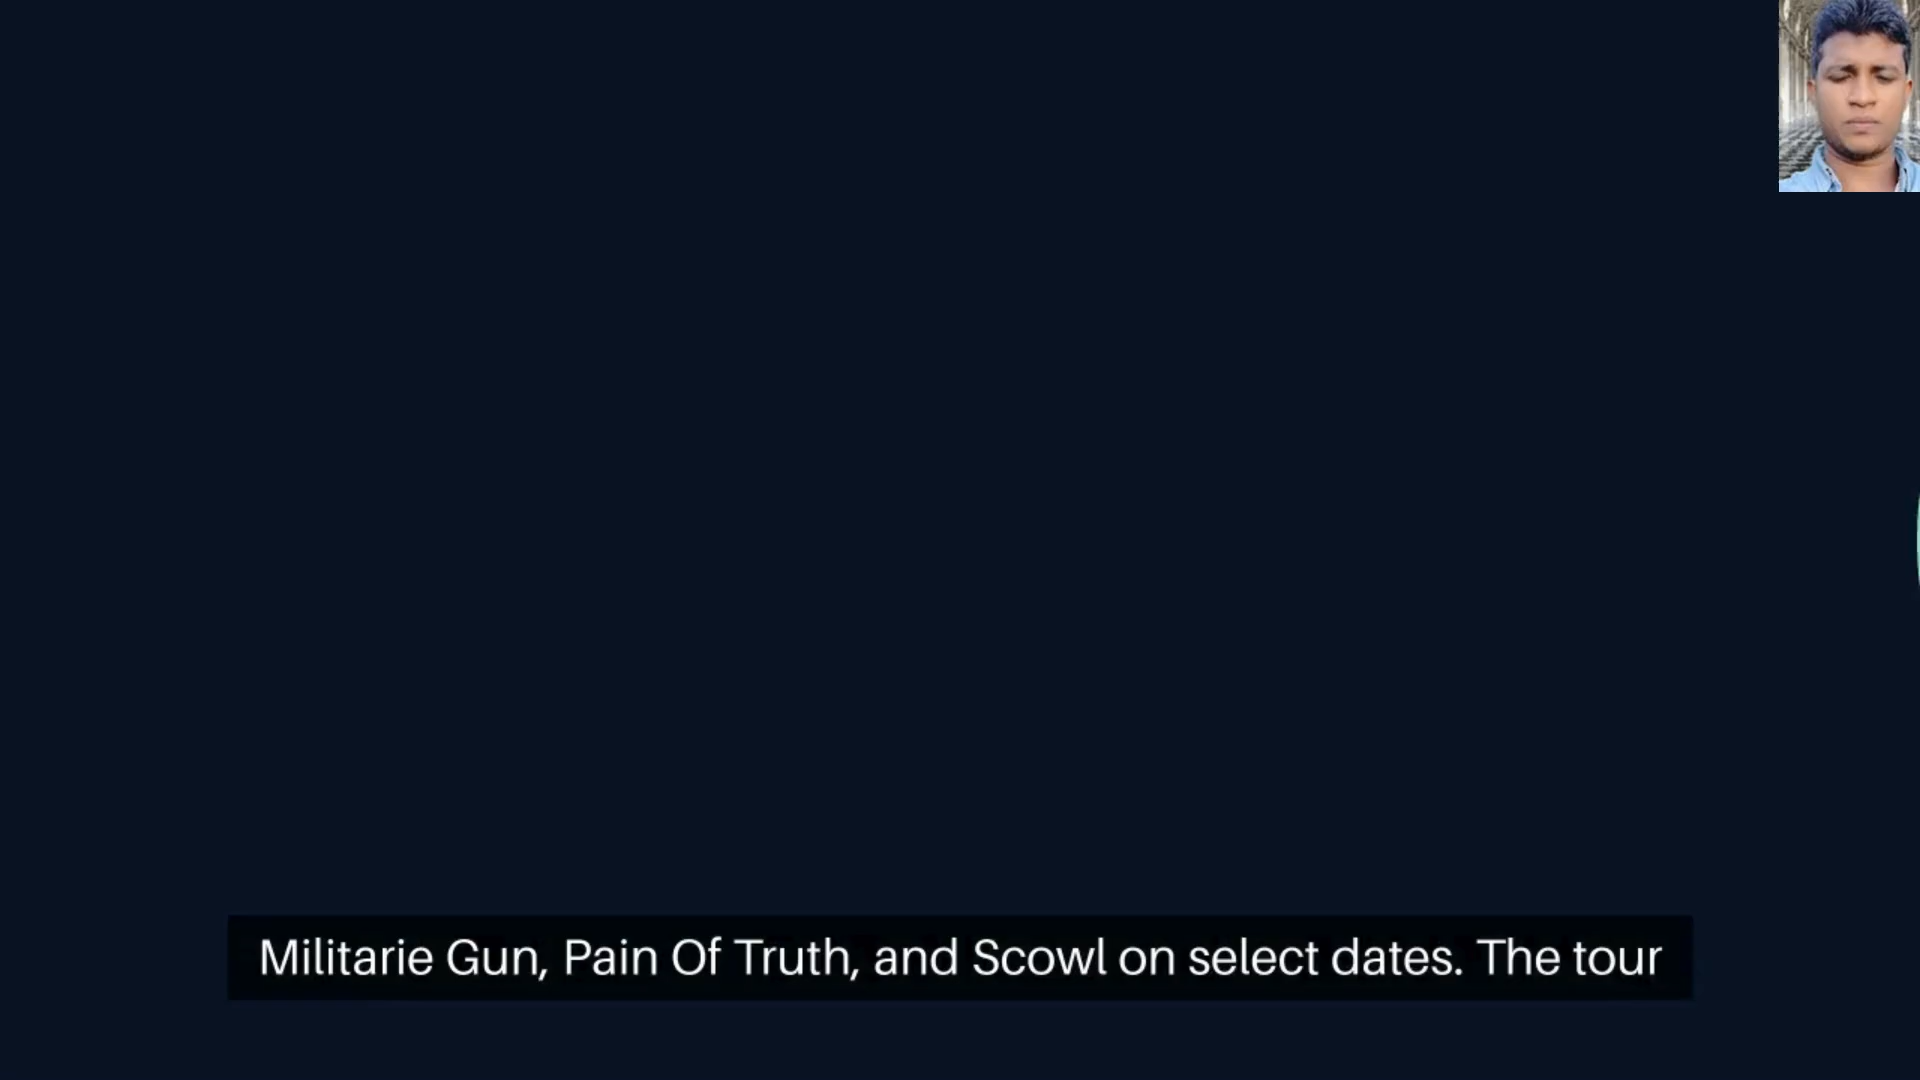 Militarie Gun, Pain Of Truth, and Scowl on select dates. The tour